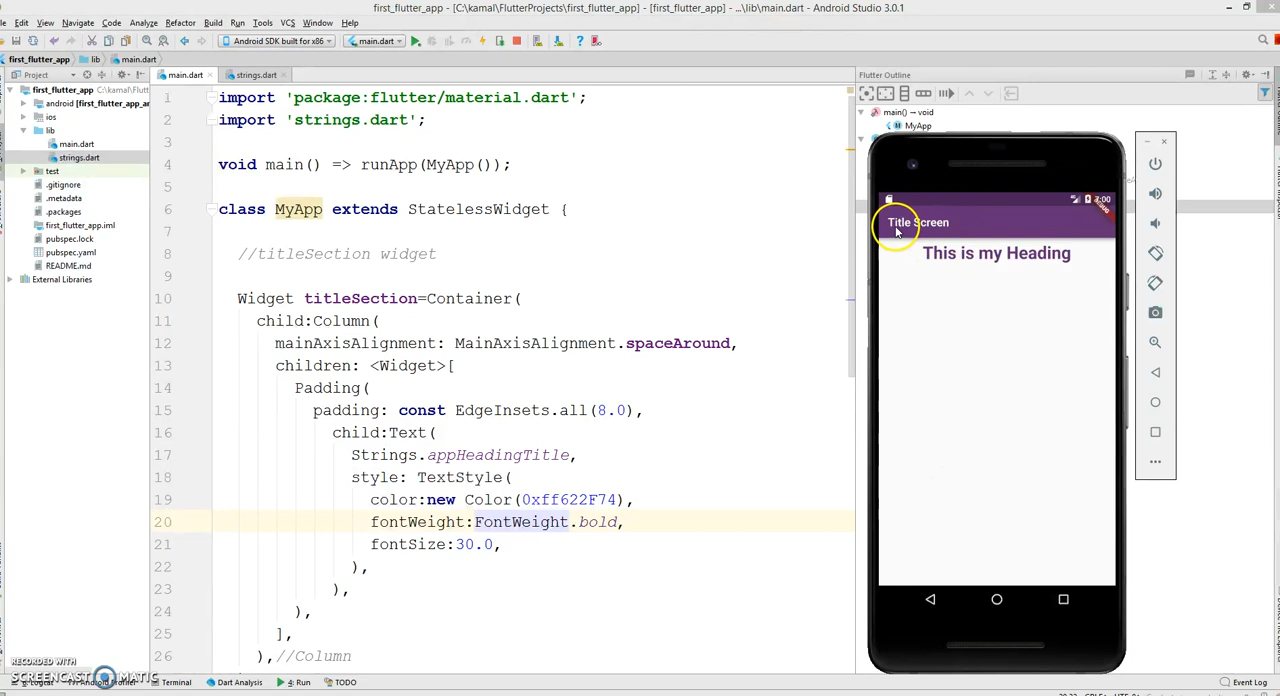 first_flutter_app - [C:\kamal\FlutterProjects\first_flutter_app] - [first_flutter_app] - ...\lib\main.dart - Android Studio 3.0.1
Edit View Navigate Code Analyze Refactor Build Run Tools VCS Window Help
Android SDK built for x86 main.dart
first_flutter_app lib main.dart
Project
main.dart strings.dart
Flutter Outline
first_flutter_app
android [first_flutter_app_an
ios
lib
main.dart
strings.dart
test
.gitignore
.metadata
.packages
first_flutter_app.iml
pubspec.lock
pubspec.yaml
README.md
External Libraries
1 import 'package:flutter/material.dart';
2 import 'strings.dart';
3
4 void main() => runApp(MyApp());
5
6 class MyApp extends StatelessWidget {
7
8 //titleSection widget
9
10 Widget titleSection=Container(
11 child:Column(
12 mainAxisAlignment: MainAxisAlignment.spaceAround,
13 children: <Widget>[
14 Padding(
15 padding: const EdgeInsets.all(8.0),
16 child:Text(
17 Strings.appHeadingTitle,
18 style: TextStyle(
19 color:new Color(0xff622F74),
20 fontWeight:FontWeight.bold,
21 fontSize:30.0,
22 ),
23 ),
24 ),
25 ],
26 ),//Column
main() → void
MyApp
7:00
Title Screen
This is my Heading
RECORDED WITH
SCREENCAST MATIC
Terminal Dart Analysis 4: Run TODO
Event Log